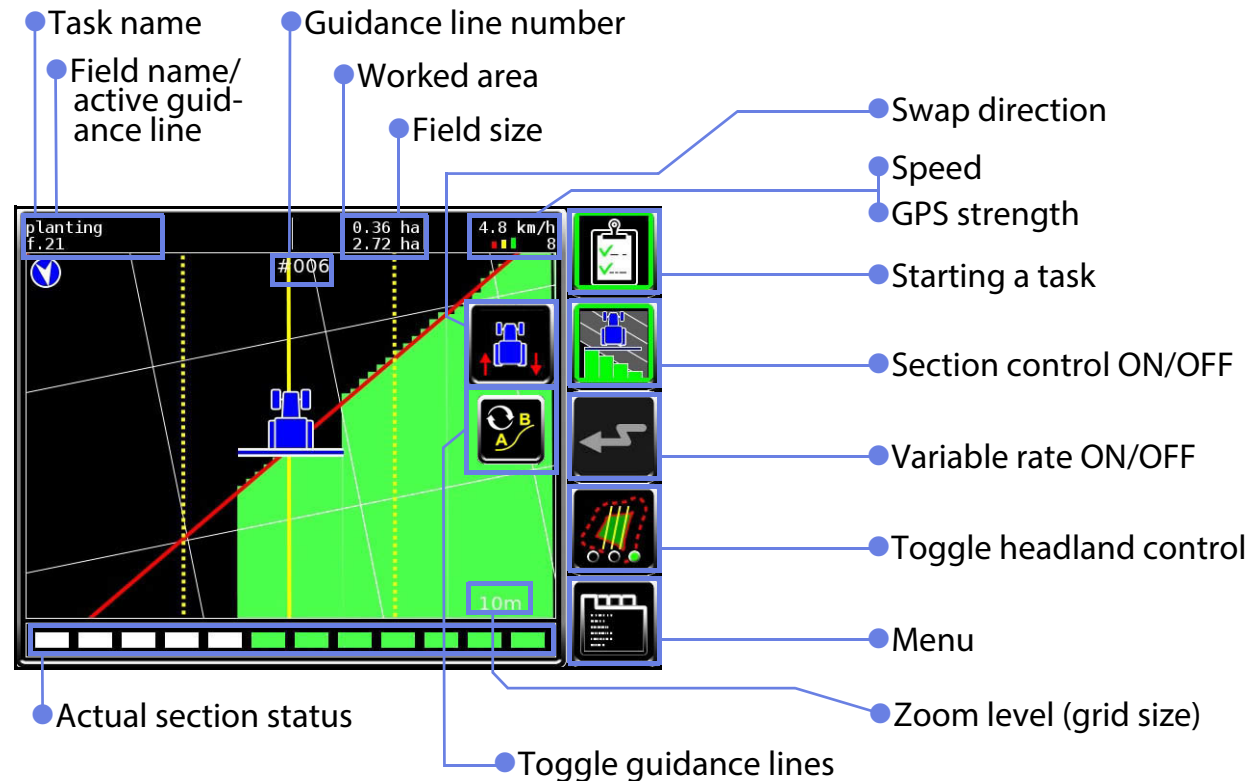 Task name
Guidance line number
Field name/
active guid-
ance line
Worked area
Field size
Swap direction
Speed
GPS strength
planting
f.21
0.36 ha
2.72 ha
4.8 km/h
8
#006
Starting a task
Section control ON/OFF
A B
Variable rate ON/OFF
Toggle headland control
10m
Menu
Actual section status
Zoom level (grid size)
Toggle guidance lines